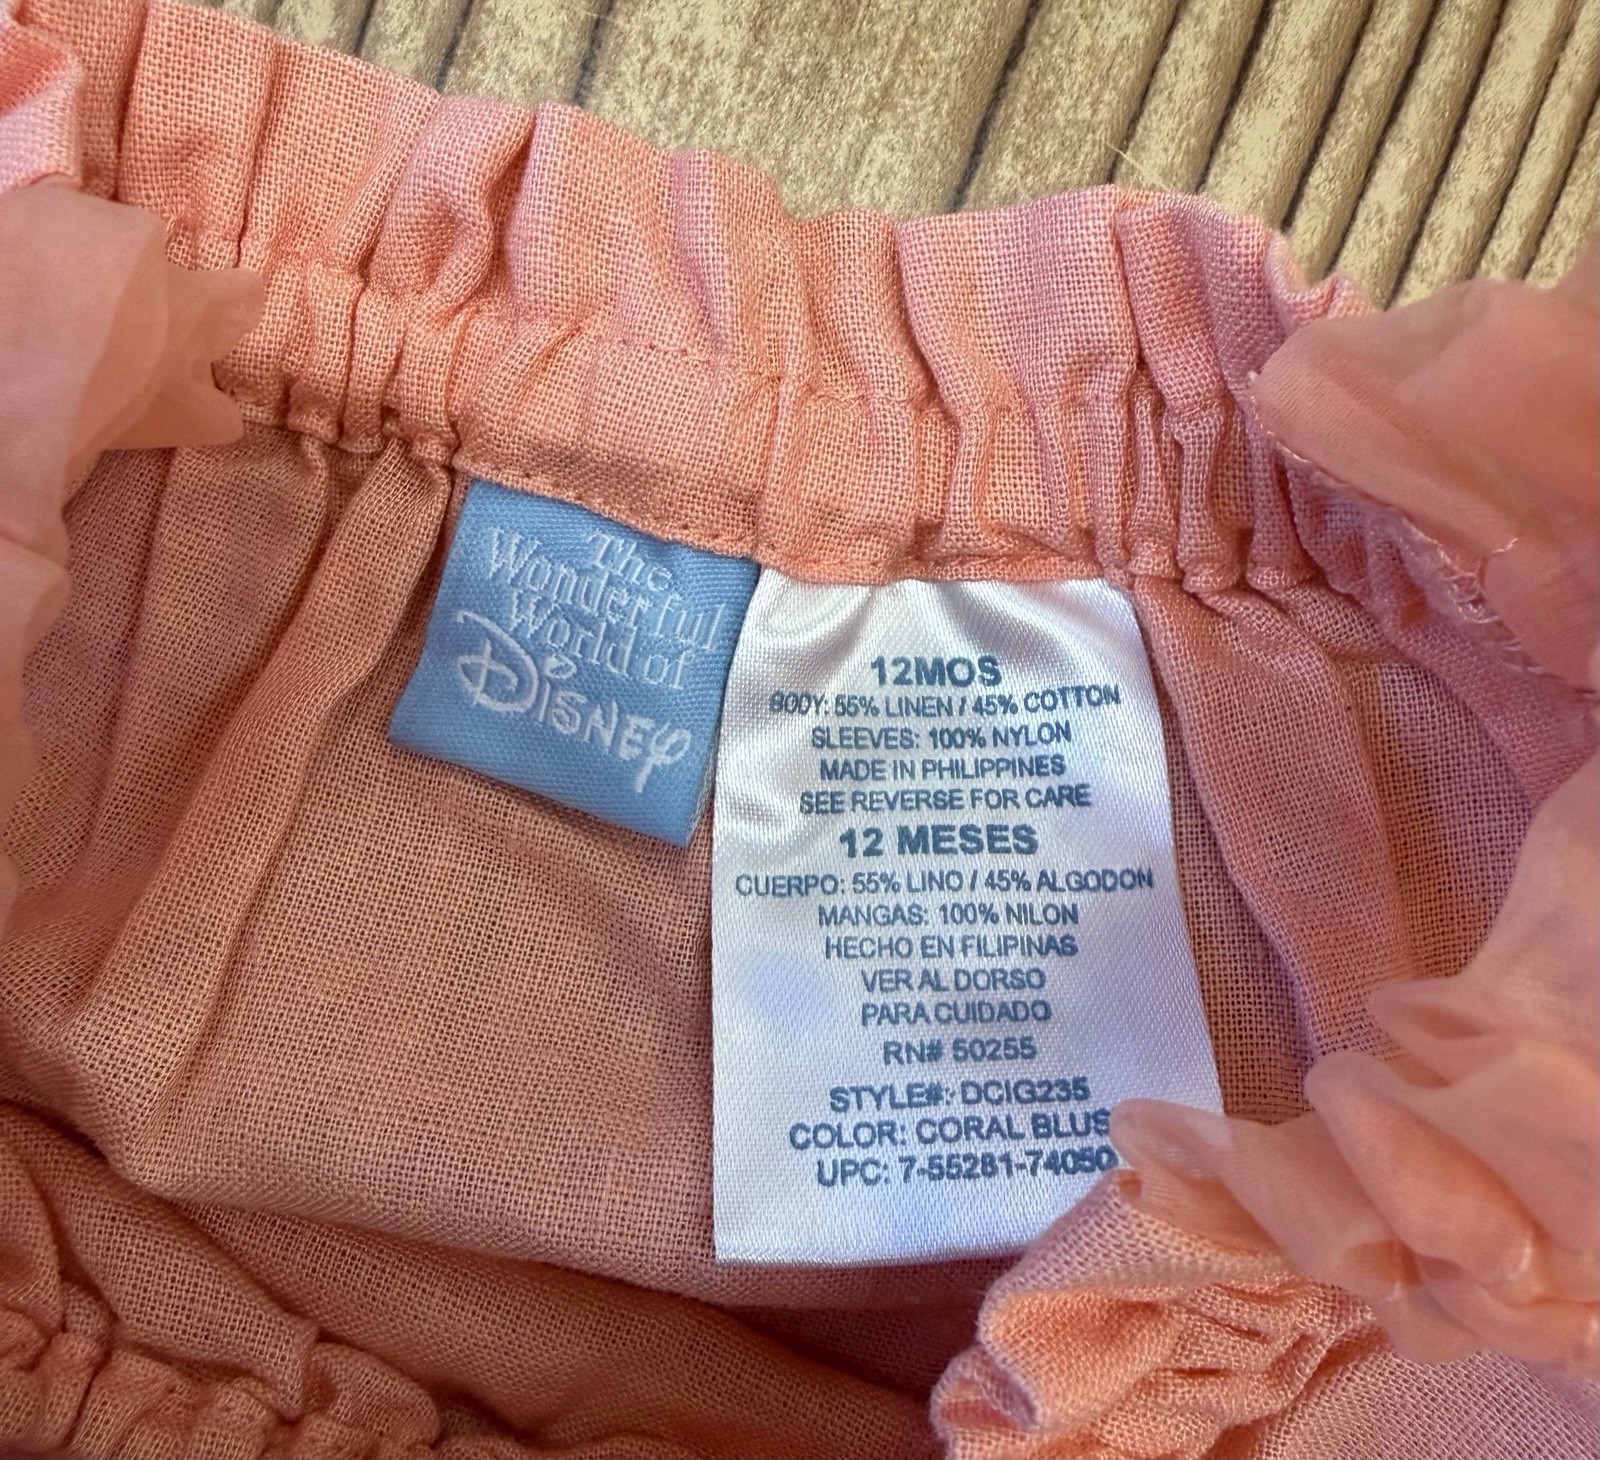 The
Wonderful
World of
Disney
12MOS
BODY: 55% LINEN / 45% COTTON
SLEEVES: 100% NYLON
MADE IN PHILIPPINES
SEE REVERSE FOR CARE
12 MESES
CUERPO: 55% LINO / 45% ALGODON
MANGAS: 100% NILON
HECHO EN FILIPINAS
VER AL DORSO
PARA CUIDADO
RN# 50255
STYLE#: DCIG235
COLOR: CORAL BLUS
UPC: 7-55281-74050